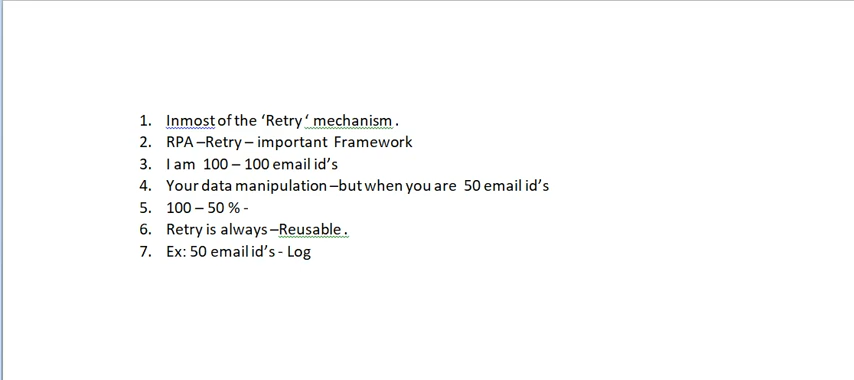 1. Inmost of the ‘Retry ‘ mechanism .
2. RPA –Retry – important Framework
3. I am 100 – 100 email id’s
4. Your data manipulation –but when you are 50 email id’s
5. 100 – 50 % -
6. Retry is always –Reusable .
7. Ex: 50 email id’s - Log